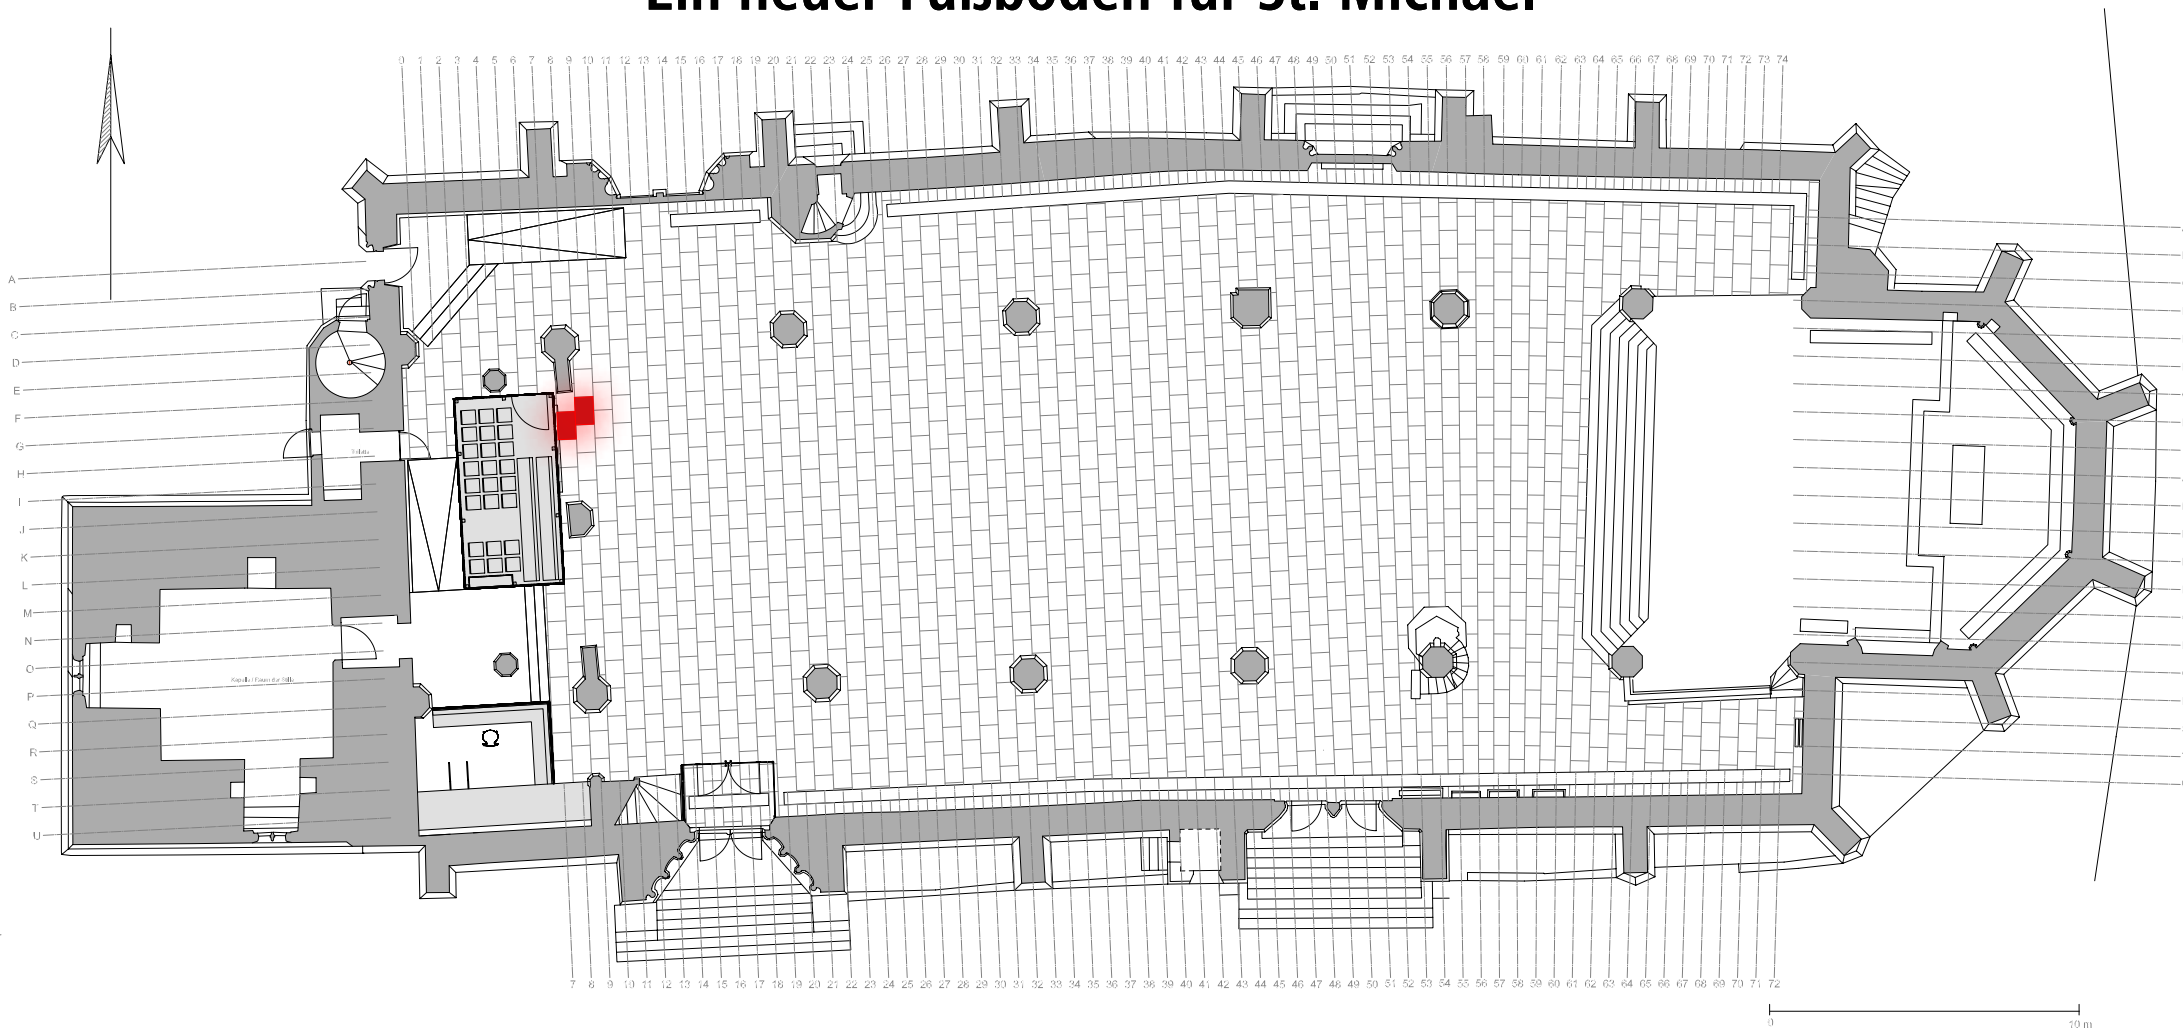 Ein neuer Fußboden für St. Michael
0 1 2 3 4 5 6 7 8 9 10 11 12 13 14 15 16 17 18 19 20 21 22 23 24 25 26 27 28 29 30 31 32 33 34 35 36 37 38 39 40 41 42 43 44 45 46 47 48 49 50 51 52 53 54 55 56 57 58 59 60 61 62 63 64 65 66 67 68 69 70 71 72 73 74
A
B
C
D
E
F
G
H
I
J
K
L
M
N
O
P
Q
R
S
T
U
7 8 9 10 11 12 13 14 15 16 17 18 19 20 21 22 23 24 25 26 27 28 29 30 31 32 33 34 35 36 37 38 39 40 41 42 43 44 45 46 47 48 49 50 51 52 53 54 55 56 57 58 59 60 61 62 63 64 65 66 67 68 69 70 71 72
0 10 m